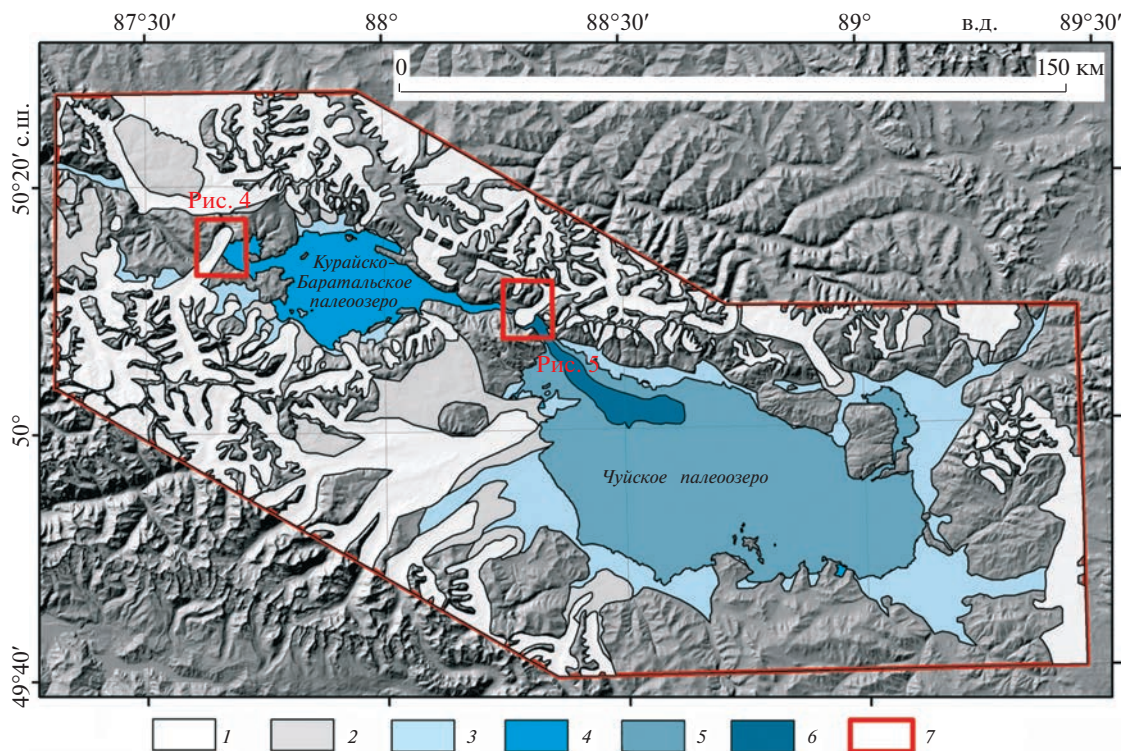 87°30′ 88° 88°30′ 89° в.д. 89°30′
0 150 км
50°20′ с.ш.
Рис. 4
Курайско-
Баратальское
палеоозеро
Рис. 5
50°
Чуйское палеоозеро
49°40′
1 2 3 4 5 6 7